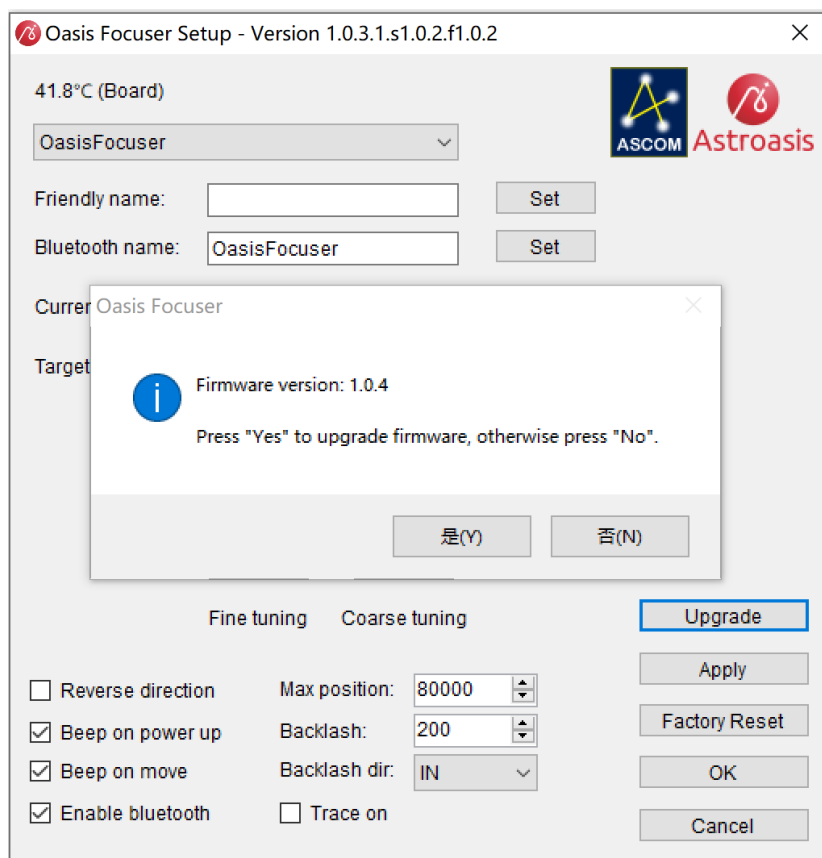 Oasis Focuser Setup - Version 1.0.3.1.s1.0.2.f1.0.2
41.8°C (Board)
ASCOM
Astroasis
OasisFocuser
Friendly name:
Set
Bluetooth name:
OasisFocuser
Set
Curren
Oasis Focuser
Target
Firmware version: 1.0.4
Press "Yes" to upgrade firmware, otherwise press "No".
是(Y)
否(N)
Fine tuning
Coarse tuning
Upgrade
Apply
Reverse direction
Max position:
80000
Factory Reset
Beep on power up
Backlash:
200
Beep on move
Backlash dir:
IN
OK
Enable bluetooth
Trace on
Cancel